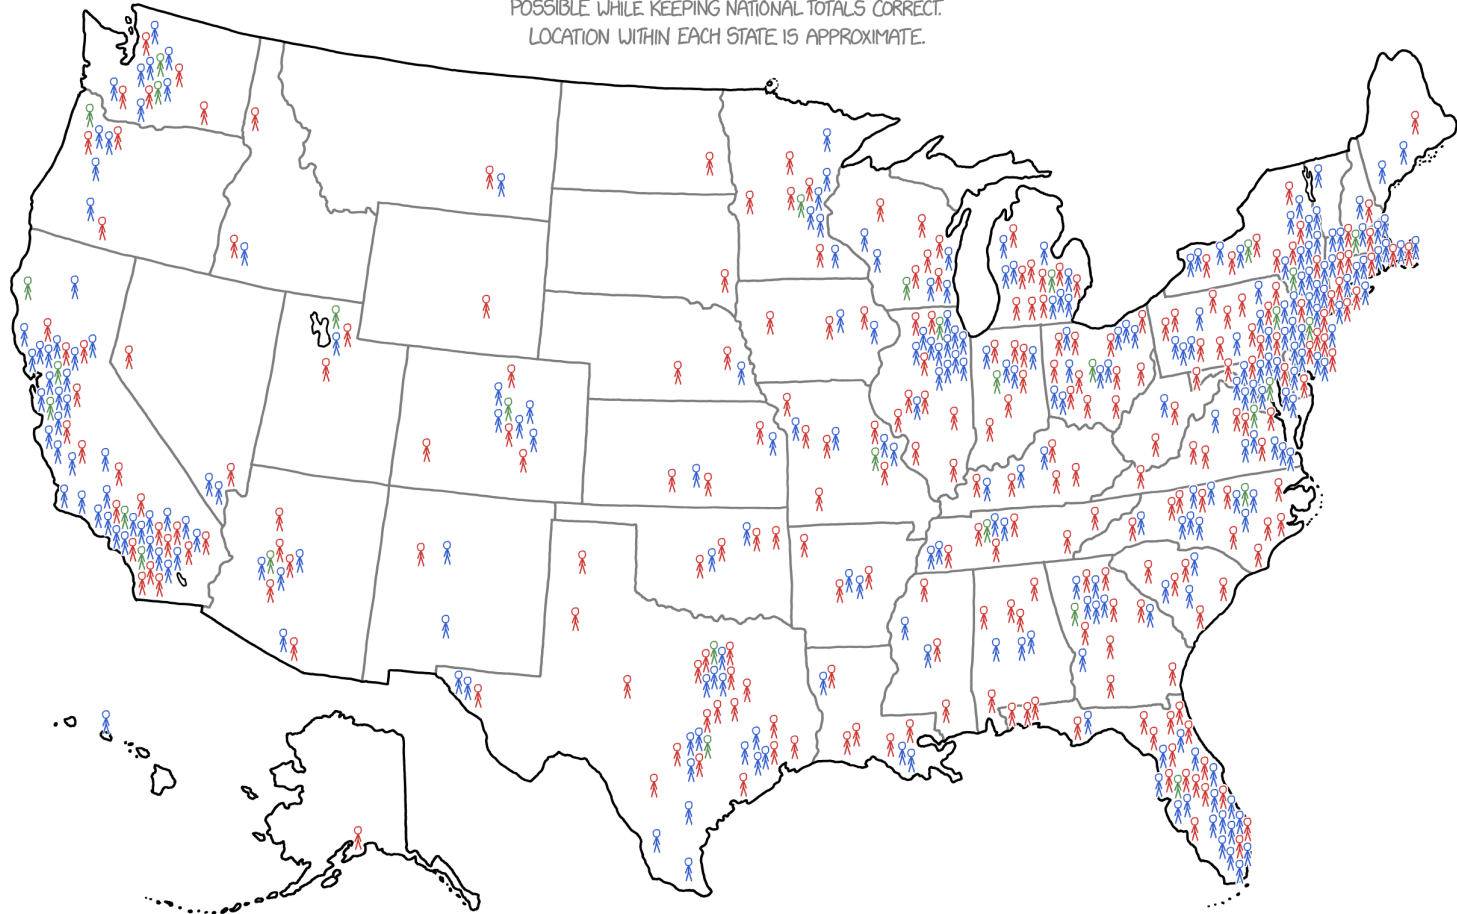 POSSIBLE WHILE KEEPING NATIONAL TOTALS CORRECT.
LOCATION WITHIN EACH STATE IS APPROXIMATE.